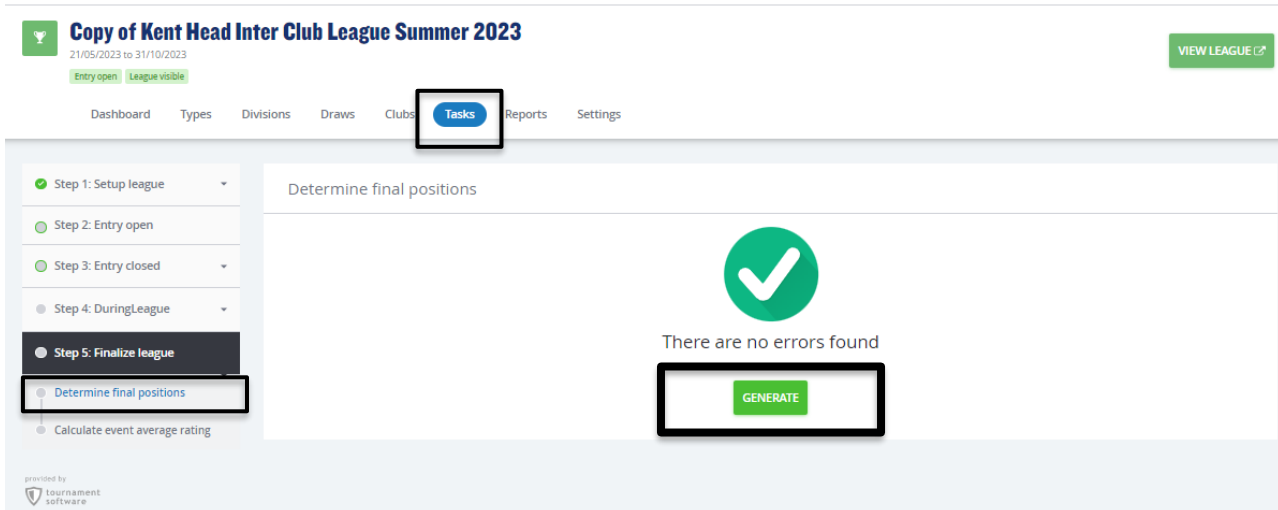 Copy of Kent Head Inter Club League Summer 2023
21/05/2023 to 31/10/2023
Entry open League visible
VIEW LEAGUE
Dashboard Types Divisions Draws Clubs Tasks Reports Settings
Step 1: Setup league
Step 2: Entry open
Step 3: Entry closed
Step 4: DuringLeague
Step 5: Finalize league
Determine final positions
Calculate event average rating
Determine final positions
There are no errors found
GENERATE
provided by
tournament
software